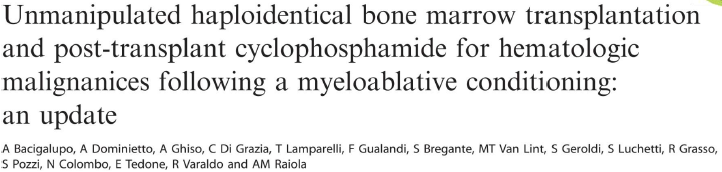 Unmanipulated haploidentical bone marrow transplantation
and post-transplant cyclophosphamide for hematologic
malignanices following a myeloablative conditioning:
an update
A Bacigalupo, A Dominietto, A Ghiso, C Di Grazia, T Lamparelli, F Gualandi, S Bregante, MT Van Lint, S Geroldi, S Luchetti, R Grasso,
S Pozzi, N Colombo, E Tedone, R Varaldo and AM Raiola